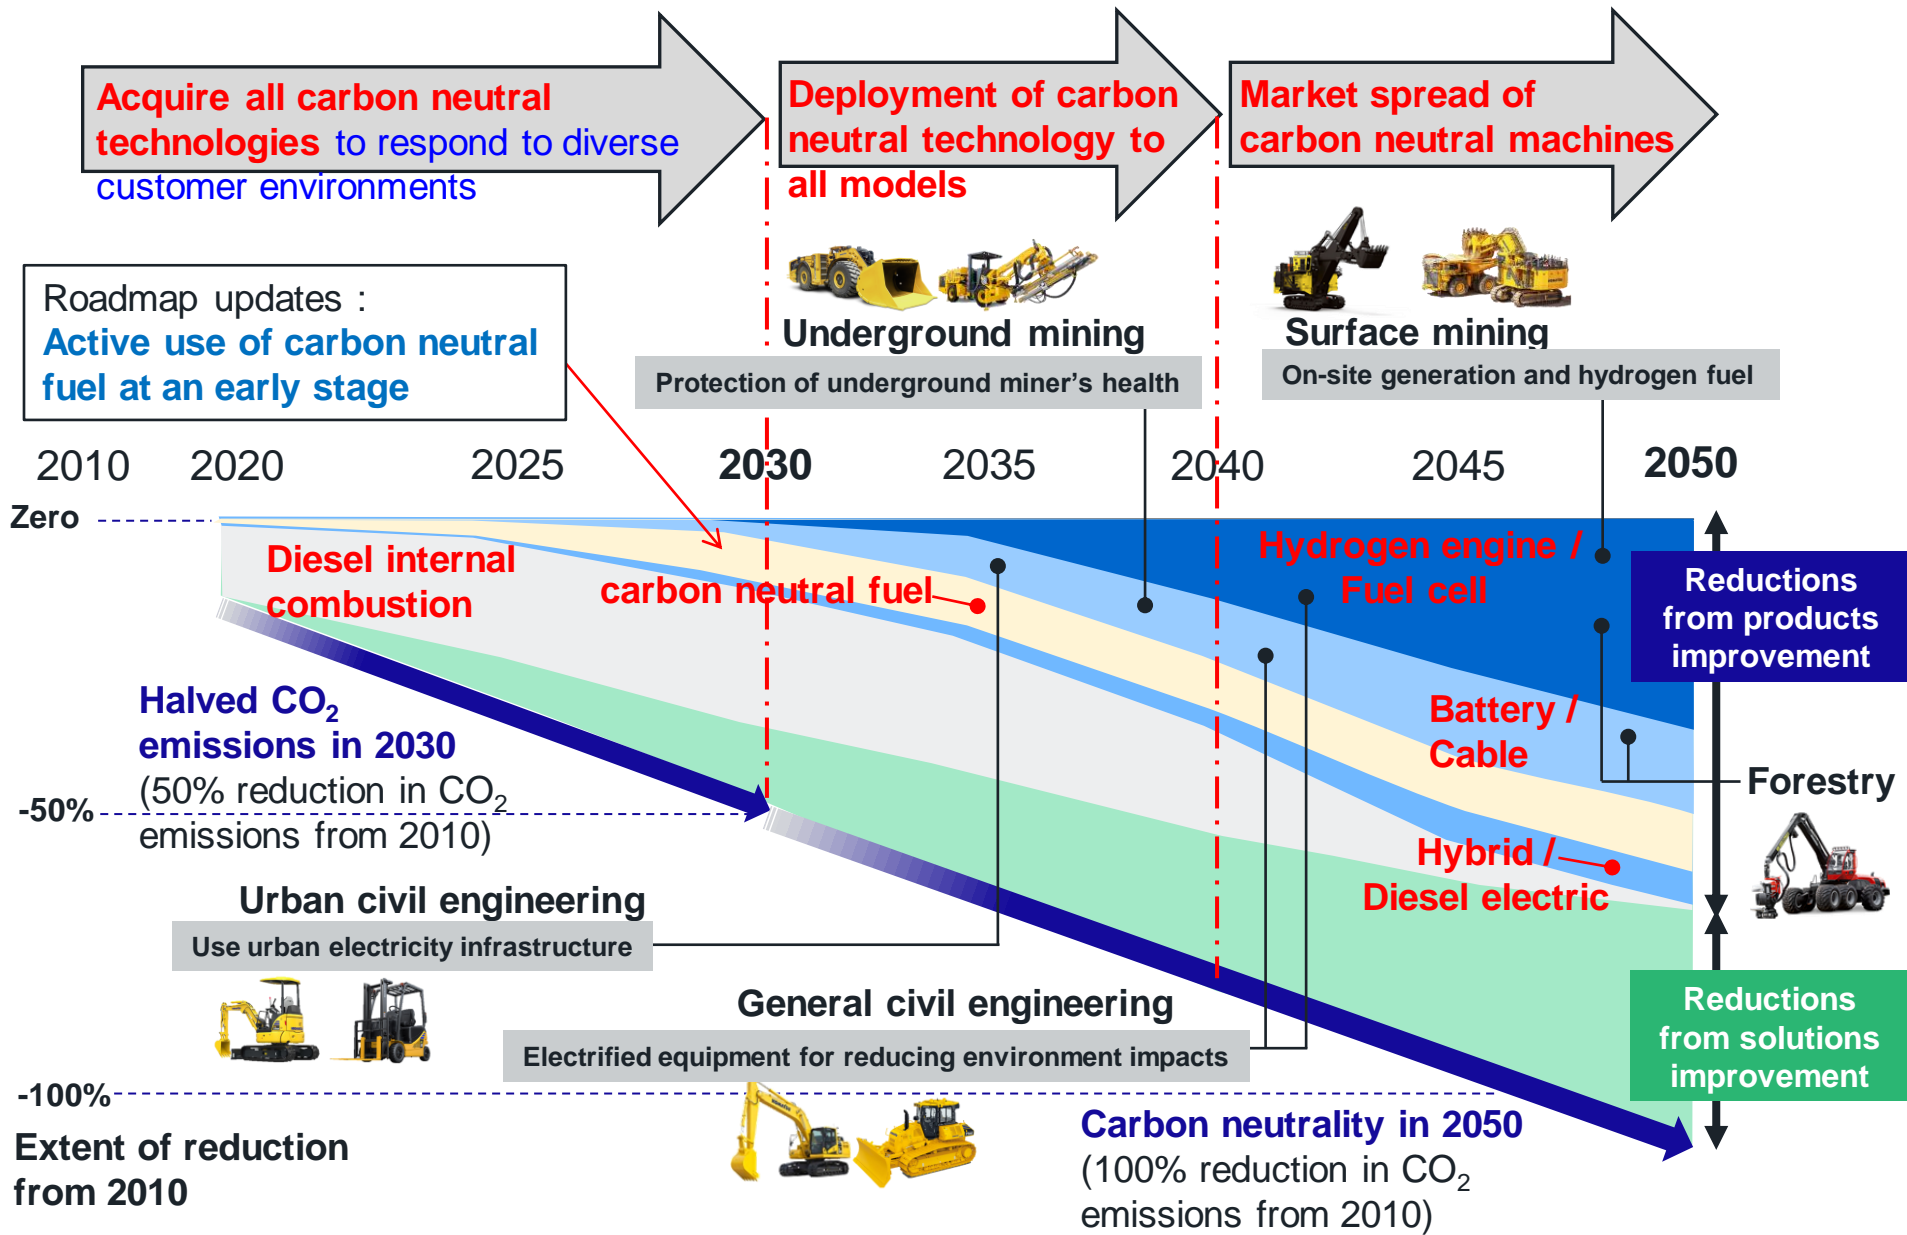 Acquire all carbon neutral
technologies to respond to diverse
customer environments
Deployment of carbon
neutral technology to
all models
Market spread of
carbon neutral machines
Roadmap updates :
Active use of carbon neutral
fuel at an early stage
Underground mining
Protection of underground miner's health
Surface mining
On-site generation and hydrogen fuel
2010
2020
2025
2030
2035
2040
2045
2050
Zero
Diesel internal
combustion
carbon neutral fuel
Hydrogen engine /
Fuel cell
Reductions
from products
improvement
Halved CO₂
emissions in 2030
(50% reduction in CO₂
emissions from 2010)
-50%
Battery /
Cable
Forestry
Hybrid /
Diesel electric
Urban civil engineering
Use urban electricity infrastructure
General civil engineering
Electrified equipment for reducing environment impacts
Reductions
from solutions
improvement
-100%
Extent of reduction
from 2010
Carbon neutrality in 2050
(100% reduction in CO₂
emissions from 2010)